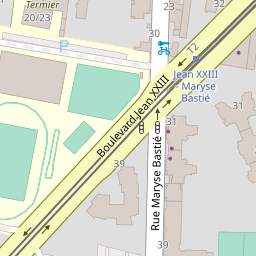 Termier
20/23
30
23
T2
Boulevard Jean XXIII
Jean XXIII
- Maryse
Bastié
31
31
39
39
Rue Maryse Bastié